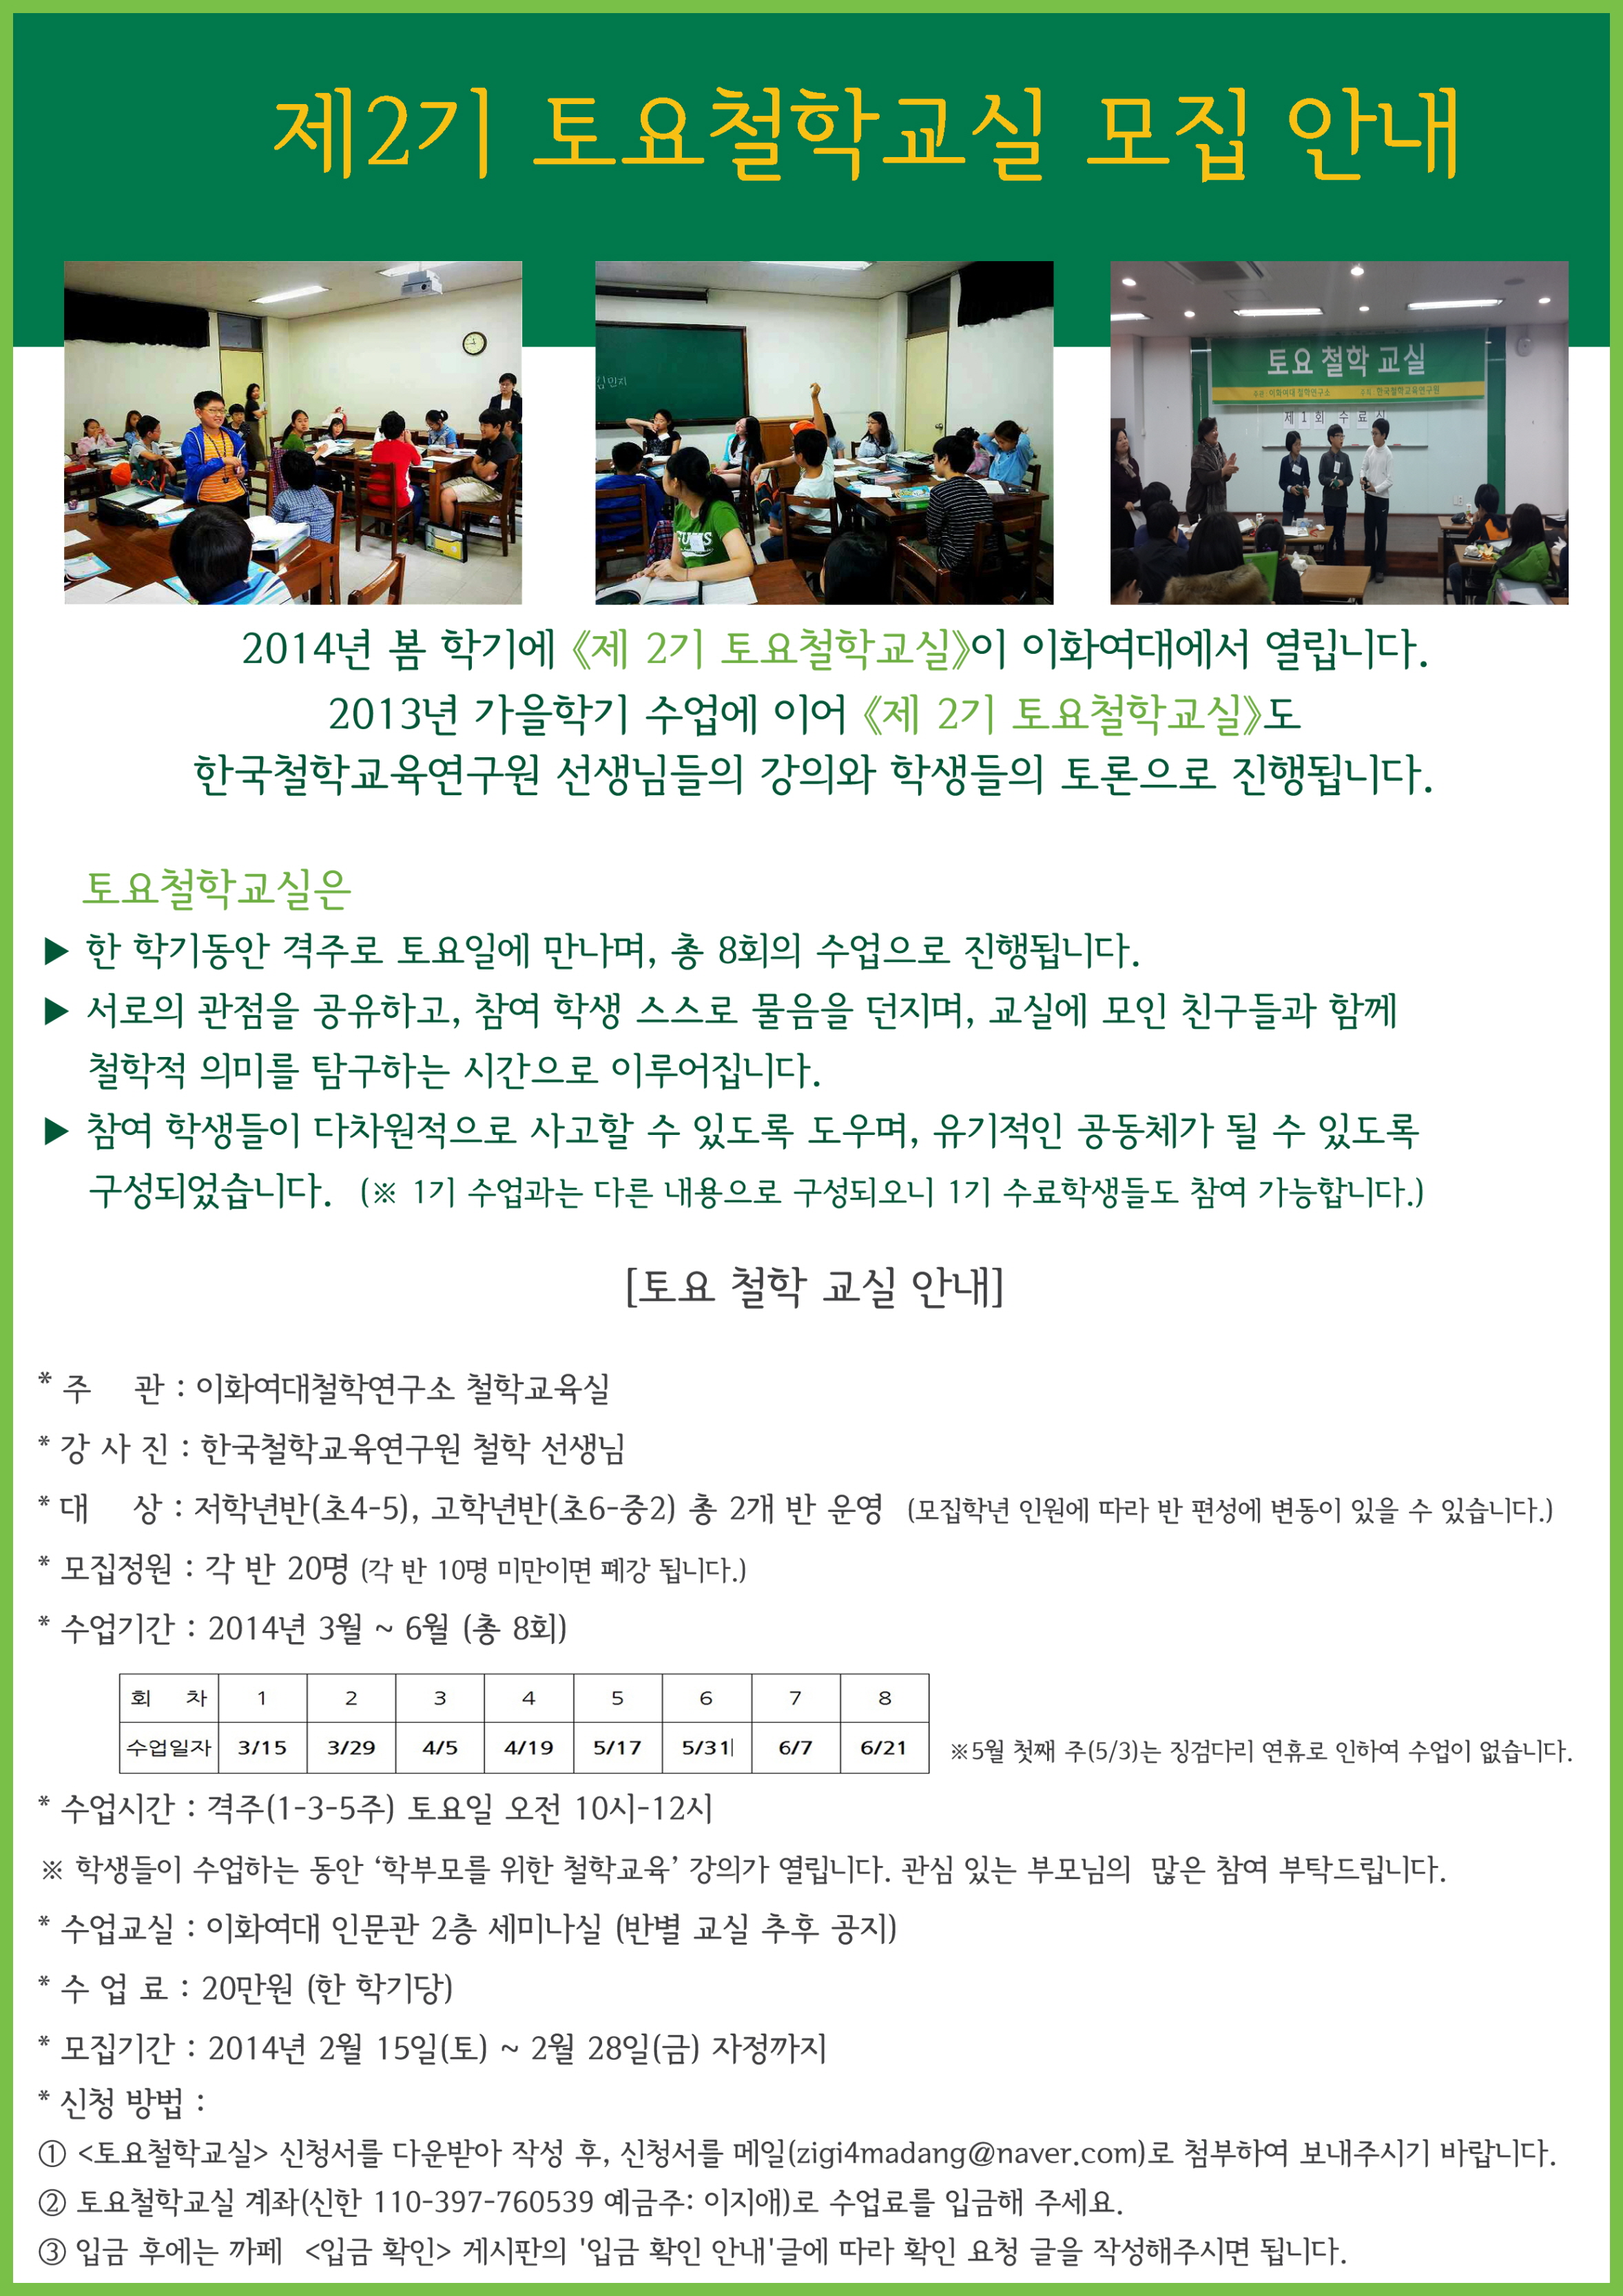 제2기 토요철학교실 모집 안내
김민지
토요 철학 교실
주관:이화여대 철학연구소 주최:한국철학교육연구원
제 1 회 수 료 식
2014년 봄 학기에 《제 2기 토요철학교실》이 이화여대에서 열립니다.
2013년 가을학기 수업에 이어 《제 2기 토요철학교실》도
한국철학교육연구원 선생님들의 강의와 학생들의 토론으로 진행됩니다.
토요철학교실은
▶ 한 학기동안 격주로 토요일에 만나며, 총 8회의 수업으로 진행됩니다.
▶ 서로의 관점을 공유하고, 참여 학생 스스로 물음을 던지며, 교실에 모인 친구들과 함께
철학적 의미를 탐구하는 시간으로 이루어집니다.
▶ 참여 학생들이 다차원적으로 사고할 수 있도록 도우며, 유기적인 공동체가 될 수 있도록
구성되었습니다. (※ 1기 수업과는 다른 내용으로 구성되오니 1기 수료학생들도 참여 가능합니다.)
[토요 철학 교실 안내]
* 주 관 : 이화여대철학연구소 철학교육실
* 강 사 진 : 한국철학교육연구원 철학 선생님
* 대 상 : 저학년반(초4-5), 고학년반(초6-중2) 총 2개 반 운영 (모집학년 인원에 따라 반 편성에 변동이 있을 수 있습니다.)
* 모집정원 : 각 반 20명 (각 반 10명 미만이면 폐강 됩니다.)
* 수업기간 : 2014년 3월 ~ 6월 (총 8회)
회 차 1 2 3 4 5 6 7 8
수업일자 3/15 3/29 4/5 4/19 5/17 5/31 6/7 6/21 ※5월 첫째 주(5/3)는 징검다리 연휴로 인하여 수업이 없습니다.
* 수업시간 : 격주(1-3-5주) 토요일 오전 10시-12시
※ 학생들이 수업하는 동안 ‘학부모를 위한 철학교육’ 강의가 열립니다. 관심 있는 부모님의 많은 참여 부탁드립니다.
* 수업교실 : 이화여대 인문관 2층 세미나실 (반별 교실 추후 공지)
* 수 업 료 : 20만원 (한 학기당)
* 모집기간 : 2014년 2월 15일(토) ~ 2월 28일(금) 자정까지
* 신청 방법 :
① <토요철학교실> 신청서를 다운받아 작성 후, 신청서를 메일(zigi4madang@naver.com)로 첨부하여 보내주시기 바랍니다.
② 토요철학교실 계좌(신한 110-397-760539 예금주: 이지애)로 수업료를 입금해 주세요.
③ 입금 후에는 까페 <입금 확인> 게시판의 '입금 확인 안내'글에 따라 확인 요청 글을 작성해주시면 됩니다.